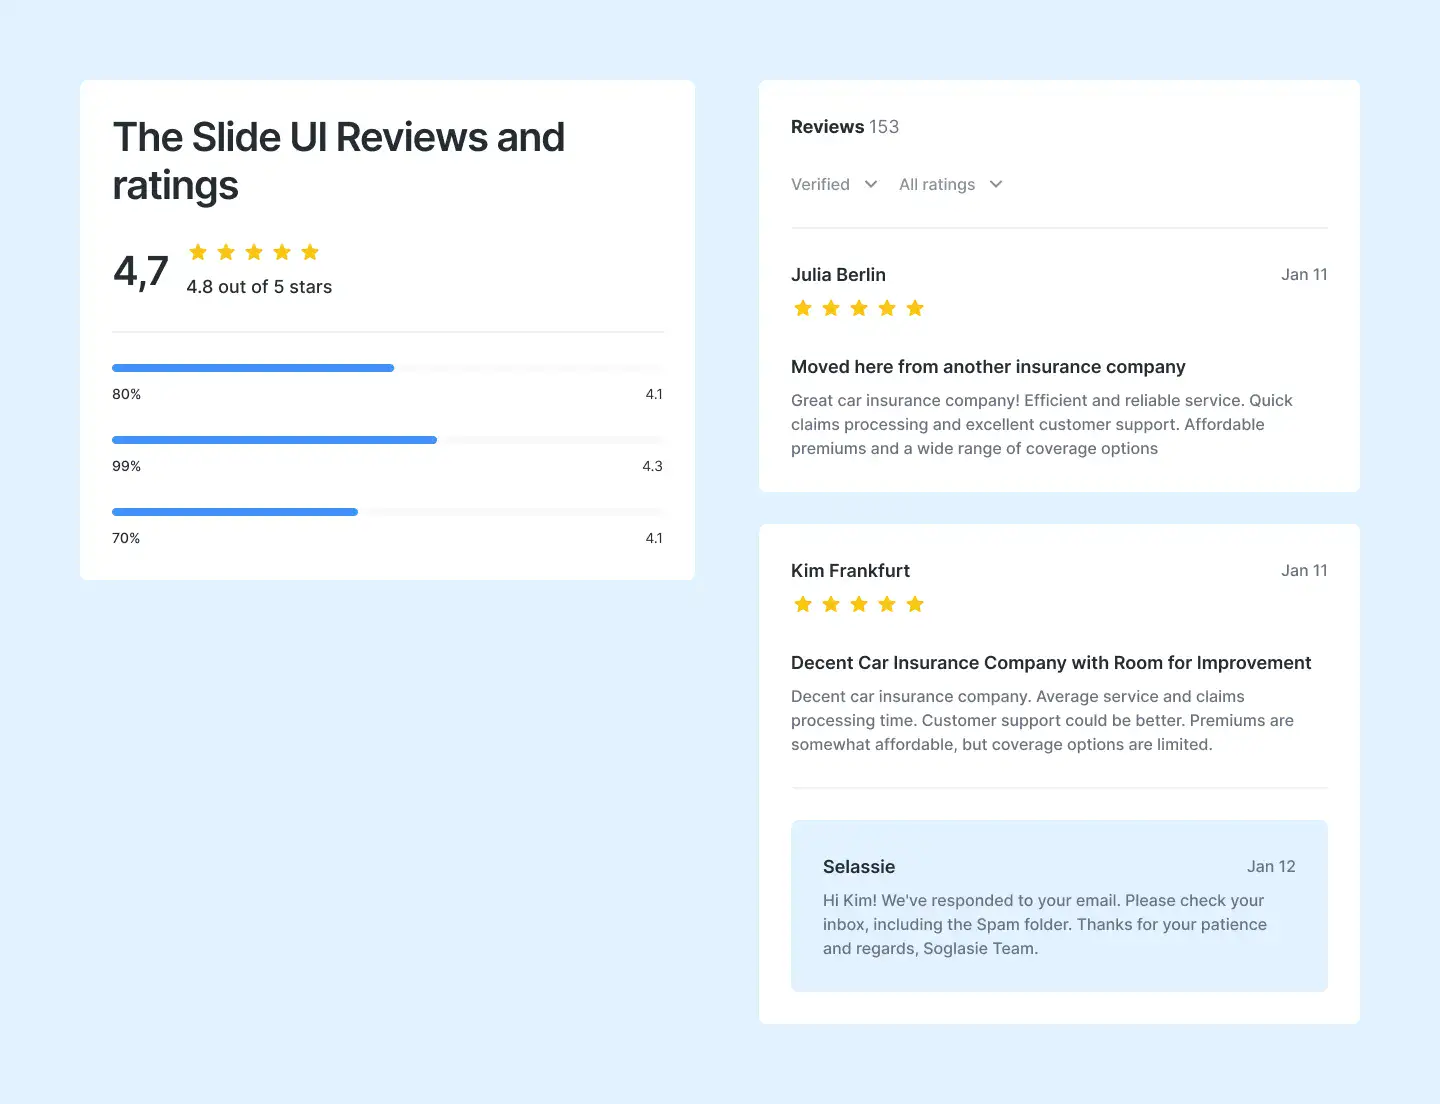 The Slide UI Reviews and
ratings
4,7
4.8 out of 5 stars
80%
4.1
99%
4.3
70%
4.1
Reviews 153
Verified
All ratings
Julia Berlin
Jan 11
Moved here from another insurance company
Great car insurance company! Efficient and reliable service. Quick
claims processing and excellent customer support. Affordable
premiums and a wide range of coverage options
Kim Frankfurt
Jan 11
Decent Car Insurance Company with Room for Improvement
Decent car insurance company. Average service and claims
processing time. Customer support could be better. Premiums are
somewhat affordable, but coverage options are limited.
Selassie
Jan 12
Hi Kim! We've responded to your email. Please check your
inbox, including the Spam folder. Thanks for your patience
and regards, Soglasie Team.